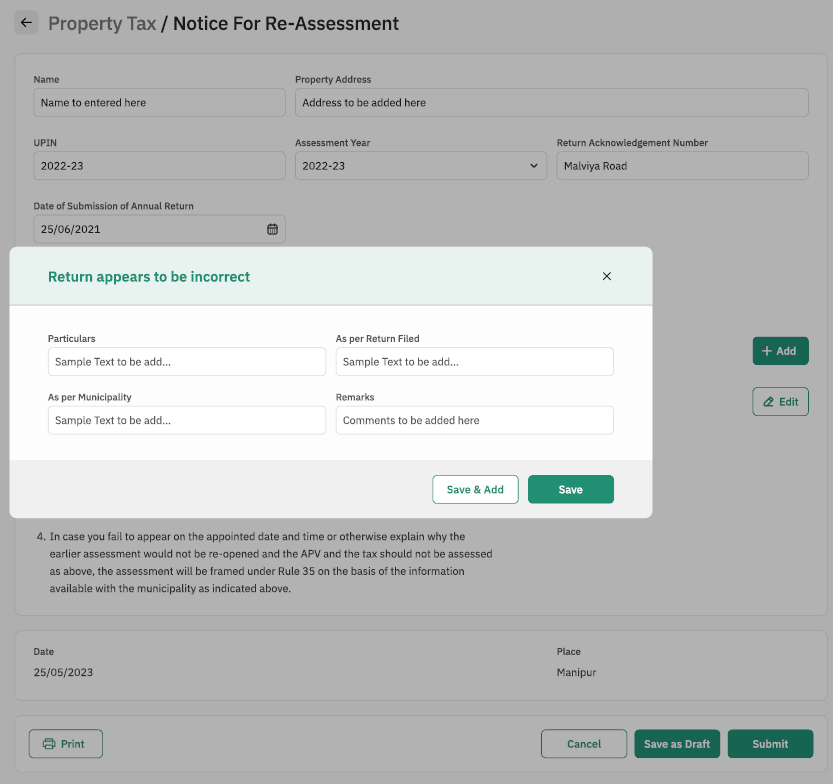 Property Tax / Notice For Re-Assessment
Name
Property Address
Name to entered here
Address to be added here
UPIN
Assessment Year
Return Acknowledgement Number
2022-23
2022-23
Malviya Road
Date of Submission of Annual Return
25/06/2021
Return appears to be incorrect
Particulars
As per Return Filed
Sample Text to be add...
Sample Text to be add...
As per Municipality
Remarks
Sample Text to be add...
Comments to be added here
Save & Add
Save
+ Add
Edit
4. In case you fail to appear on the appointed date and time or otherwise explain why the
earlier assessment would not be re-opened and the APV and the tax should not be assessed
as above, the assessment will be framed under Rule 35 on the basis of the information
available with the municipality as indicated above.
Date
Place
25/05/2023
Manipur
Print
Cancel
Save as Draft
Submit